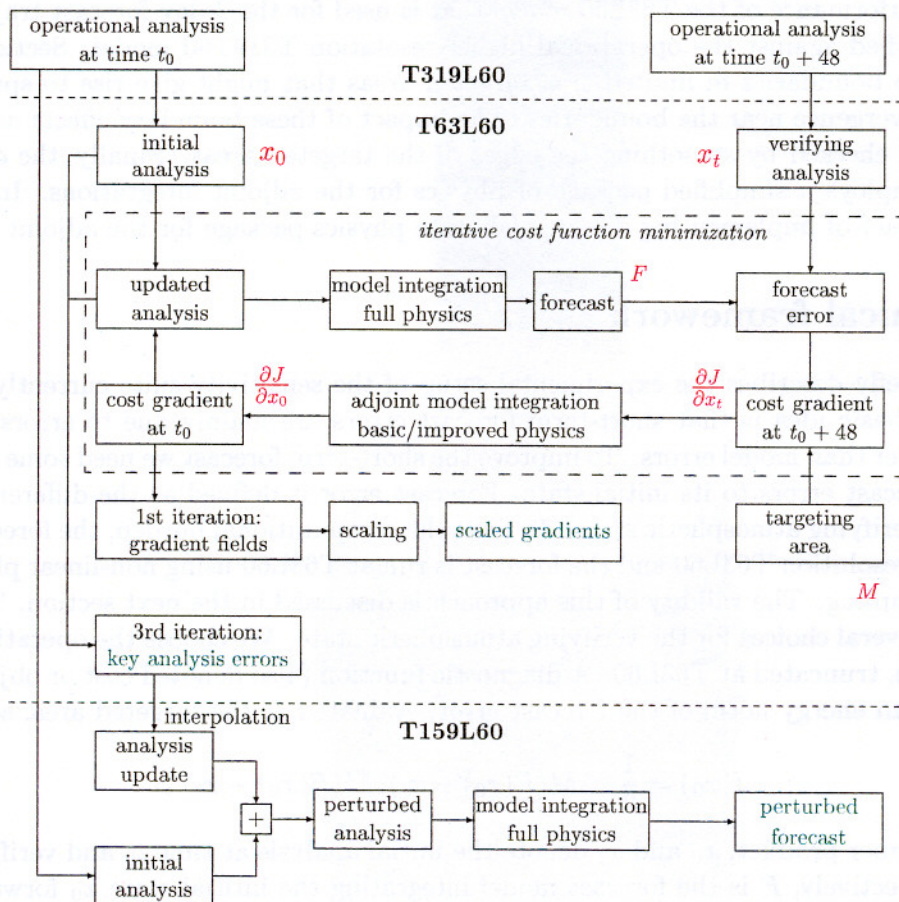 operational analysis
at time t₀
operational analysis
at time t₀ + 48
T319L60
T63L60
initial
analysis
x₀
xₜ
verifying
analysis
iterative cost function minimization
updated
analysis
model integration
full physics
forecast
F
forecast
error
cost gradient
at t₀
∂J
∂x₀
adjoint model integration
basic/improved physics
∂J
∂xₜ
cost gradient
at t₀ + 48
1st iteration:
gradient fields
scaling
scaled gradients
targeting
area
M
3rd iteration:
key analysis errors
interpolation
T159L60
analysis
update
+
perturbed
analysis
model integration
full physics
perturbed
forecast
initial
analysis